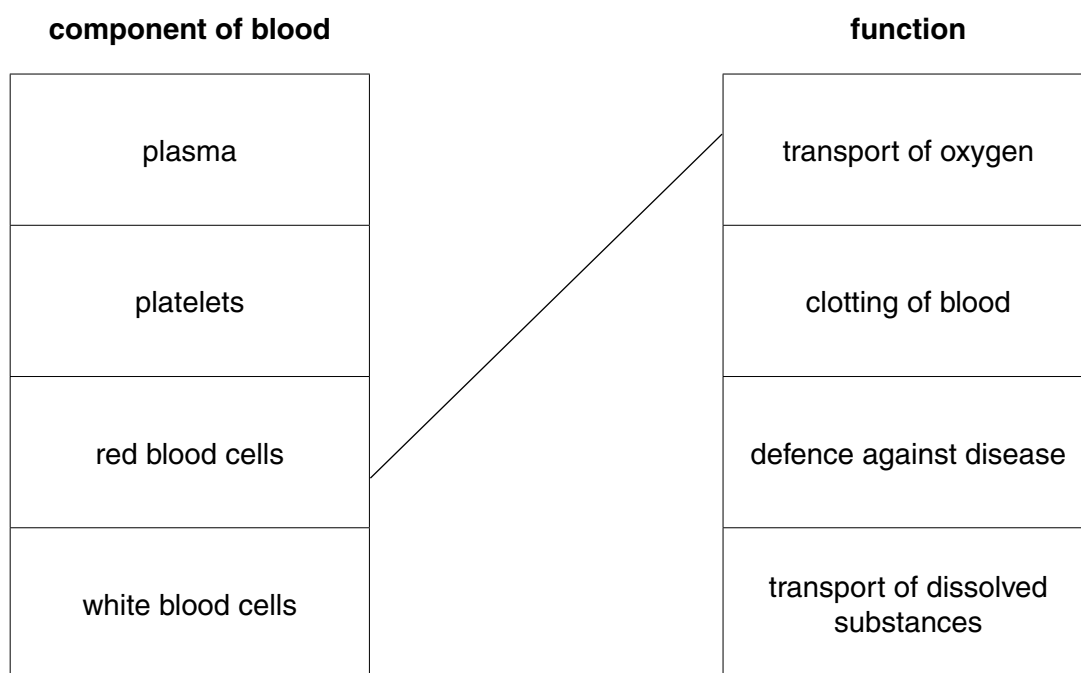 component of blood
function
plasma
transport of oxygen
platelets
clotting of blood
red blood cells
defence against disease
white blood cells
transport of dissolved
substances